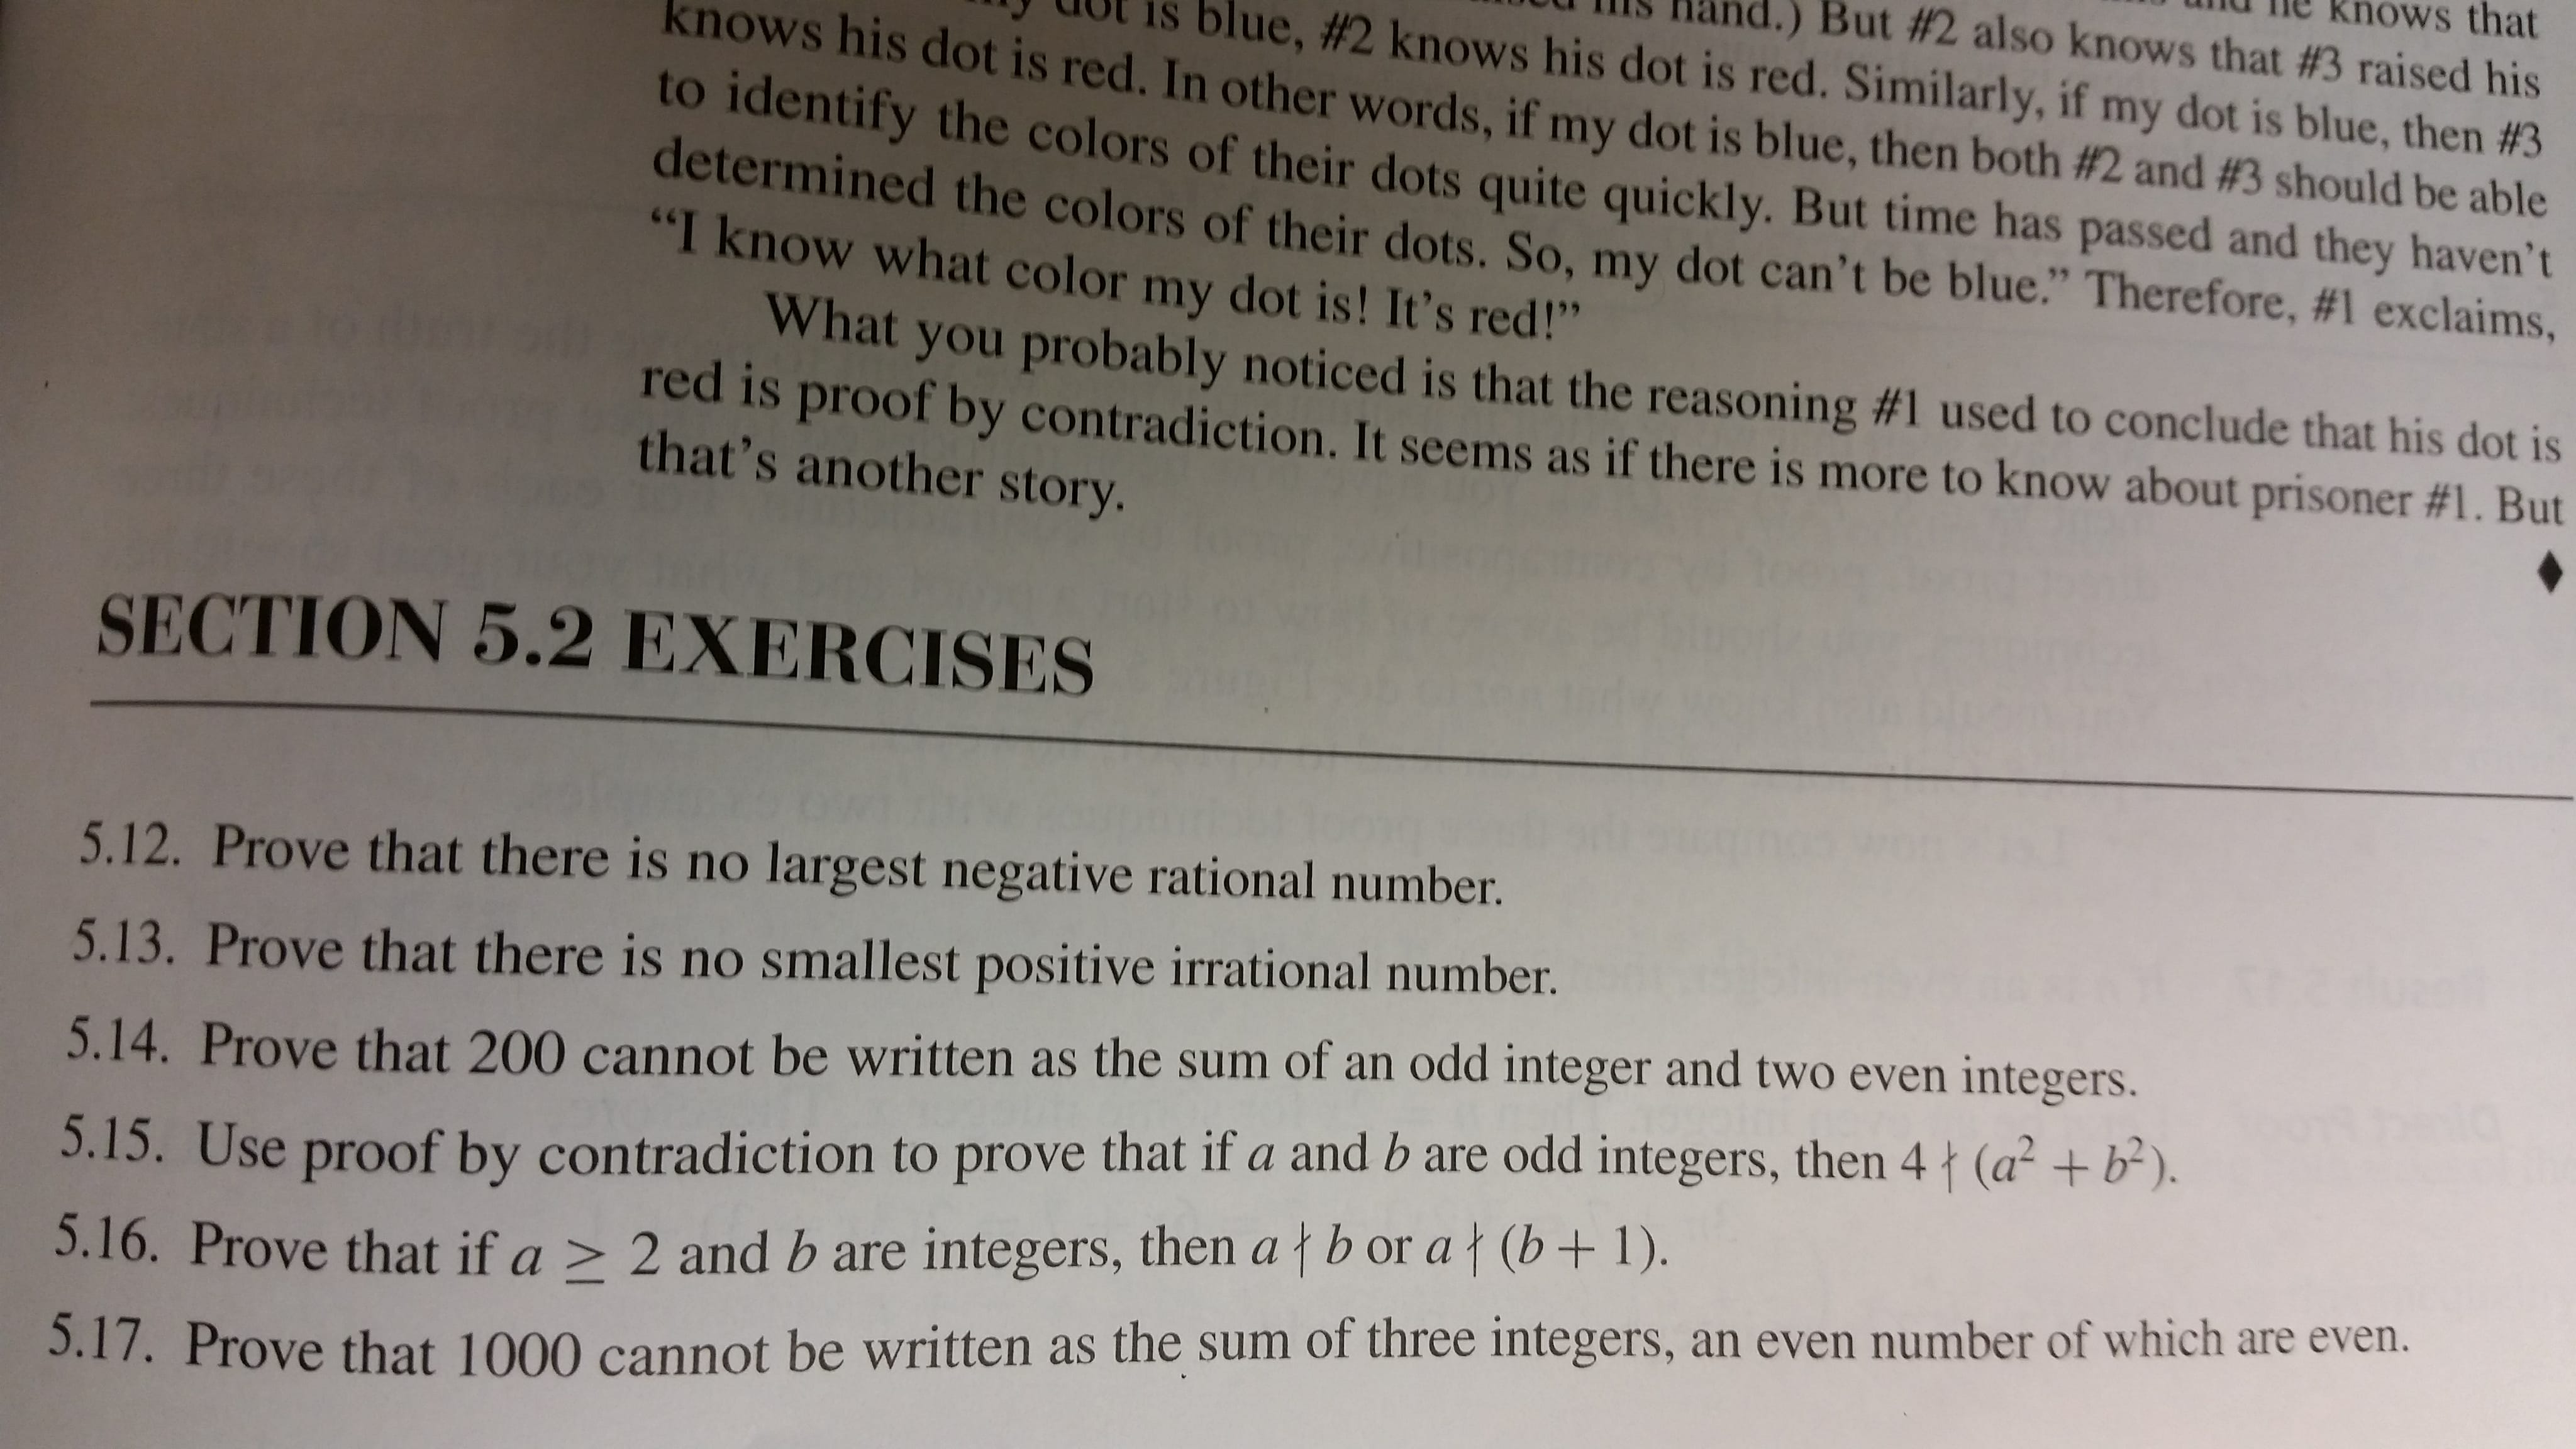 dot is blue, #2 knows his hand.) But #2 also knows that #3 raised his
knows his dot is red. In other words, if my dot is blue, #2 knows his dot is red. Similarly, if my dot is blue, then #3
to identify the colors of their dots quite quickly. But time has passed and they haven't
determined the colors of their dots. So, my dot can't be blue.” Therefore, #1 exclaims,
“I know what color my dot is! It's red!”
What you probably noticed is that the reasoning #1 used to conclude that his dot is
red is proof by contradiction. It seems as if there is more to know about prisoner #1. But
that's another story.
SECTION 5.2 EXERCISES
5.12. Prove that there is no largest negative rational number.
5.13. Prove that there is no smallest positive irrational number.
5.14. Prove that 200 cannot be written as the sum of an odd integer and two even integers.
5.15. Use proof by contradiction to prove that if a and b are odd integers, then 4 ∤ (a² + b²).
5.16. Prove that if a ≥ 2 and b are integers, then a ∤ b or a ∤ (b + 1).
5.17. Prove that 1000 cannot be written as the sum of three integers, an even number of which are even.